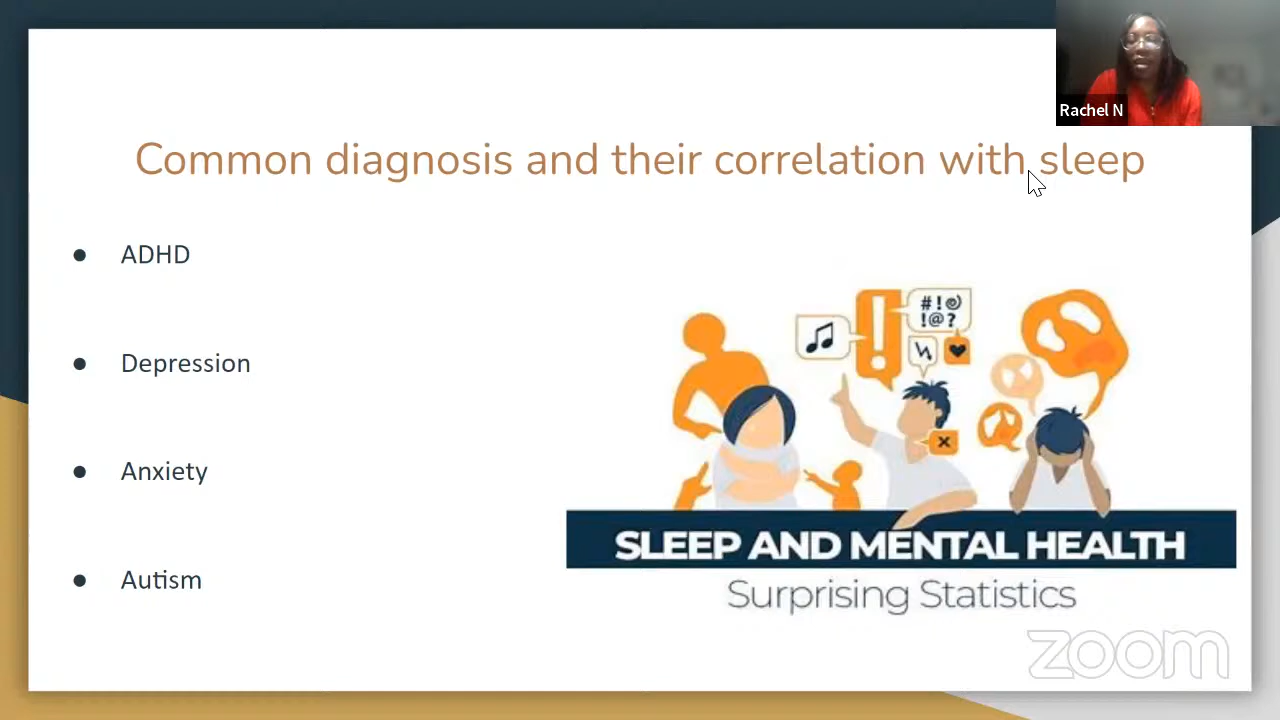 Rachel N
Common diagnosis and their correlation with sleep
● ADHD
● Depression
● Anxiety
● Autism
#!@
!@?
SLEEP AND MENTAL HEALTH
Surprising Statistics
zoom